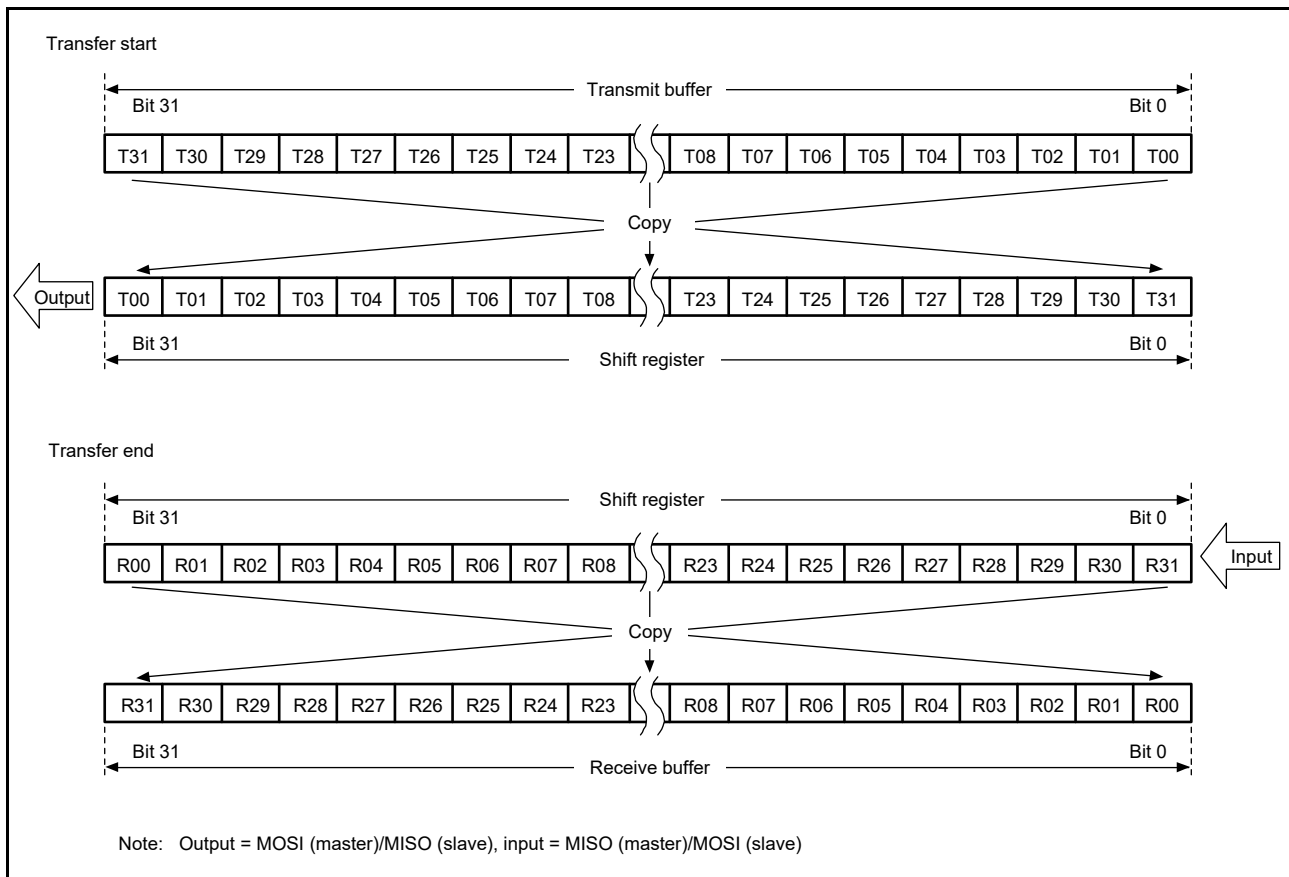 Transfer start
Transmit buffer
Bit 31 Bit 0
T31 T30 T29 T28 T27 T26 T25 T24 T23 T08 T07 T06 T05 T04 T03 T02 T01 T00
Copy
Output T00 T01 T02 T03 T04 T05 T06 T07 T08 T23 T24 T25 T26 T27 T28 T29 T30 T31
Bit 31 Bit 0
Shift register
Transfer end
Shift register
Bit 31 Bit 0
R00 R01 R02 R03 R04 R05 R06 R07 R08 R23 R24 R25 R26 R27 R28 R29 R30 R31 Input
Copy
R31 R30 R29 R28 R27 R26 R25 R24 R23 R08 R07 R06 R05 R04 R03 R02 R01 R00
Bit 31 Bit 0
Receive buffer
Note: Output = MOSI (master)/MISO (slave), input = MISO (master)/MOSI (slave)